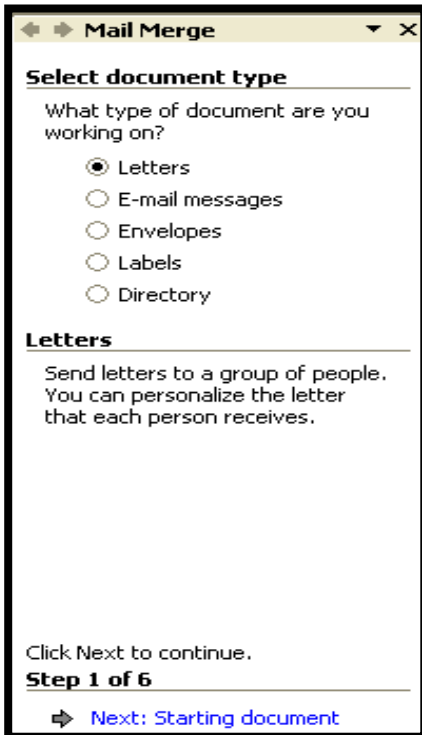 Mail Merge
Select document type
What type of document are you
working on?
Letters
E-mail messages
Envelopes
Labels
Directory
Letters
Send letters to a group of people.
You can personalize the letter
that each person receives.
Click Next to continue.
Step 1 of 6
Next: Starting document